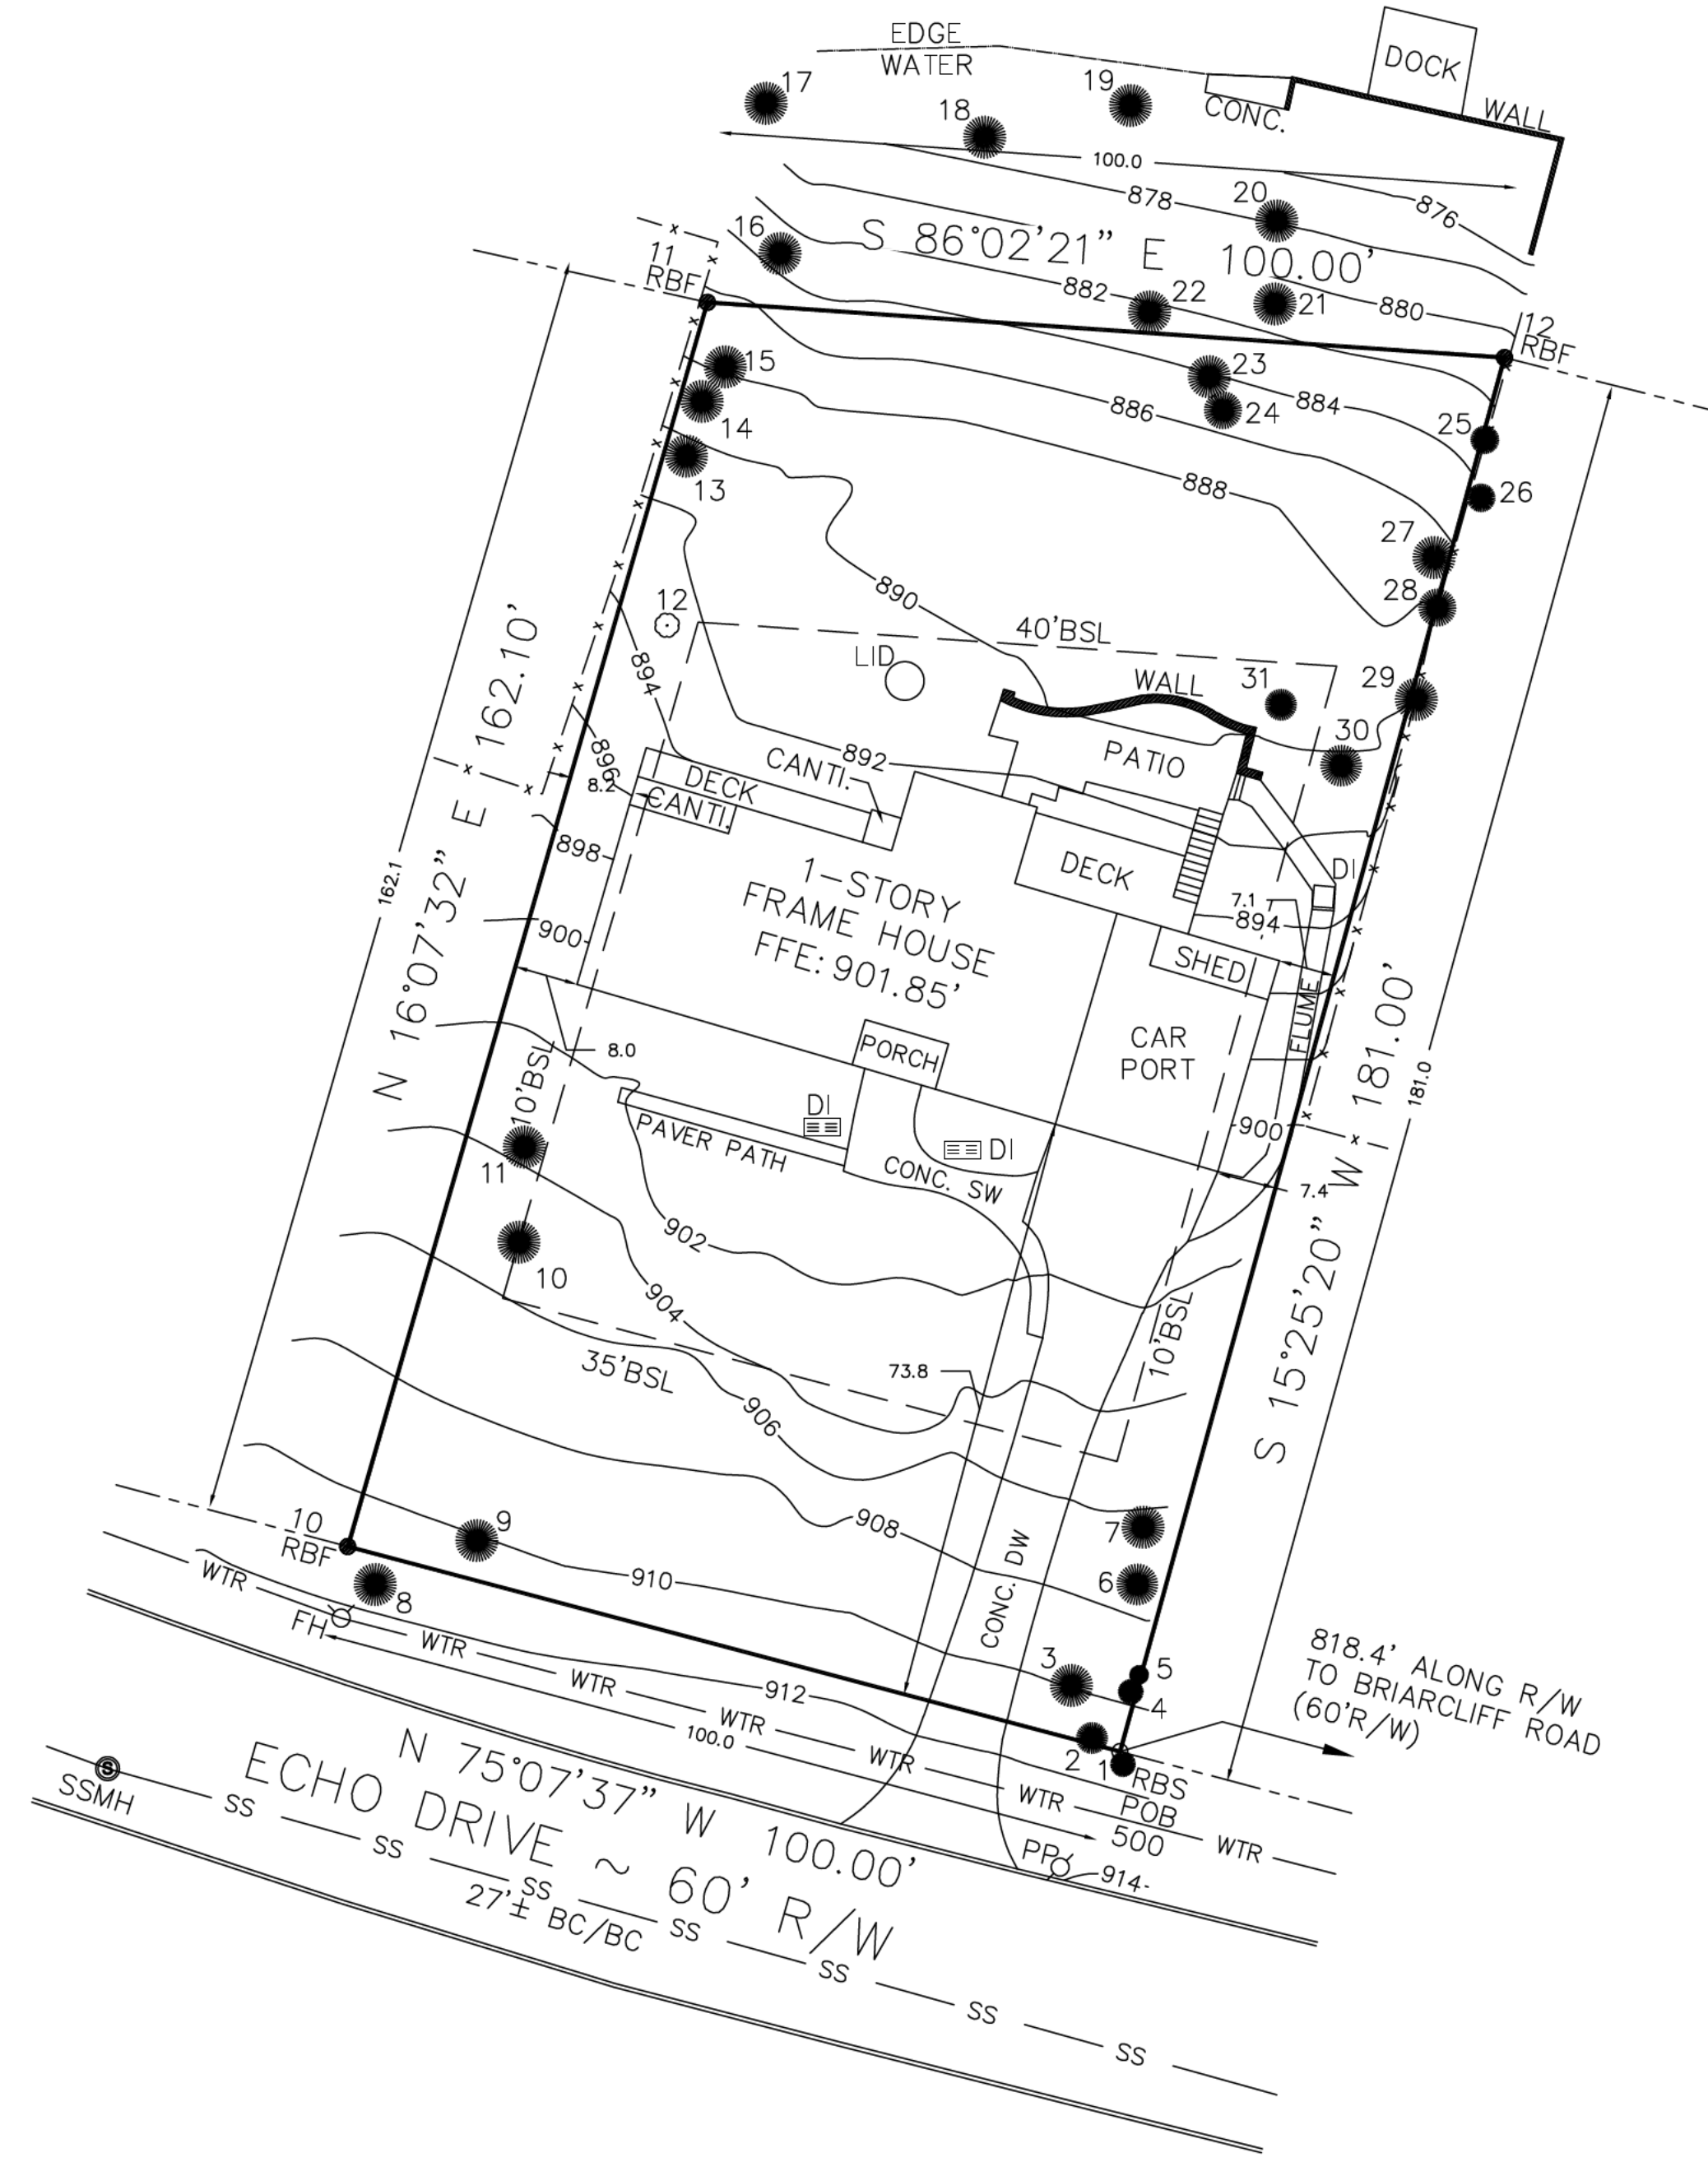 EDGE
WATER
DOCK
WALL
CONC.
17
18
19
100.0
878
876
20
16
S 86°02'21" E 100.00'
11
RBF
882
22
21
880
12
RBF
15
14
13
23
24
886
884
888
25
26
27
28
890
12
40'BSL
LID
WALL
31
29
30
894
896
8.2
892
DECK
CANTI.
CANTI.
PATIO
N 16°07'32" E 162.10'
162.1
898
1-STORY
FRAME HOUSE
FFE: 901.85'
DECK
DI
7.1
894
900
SHED
FLUME
8.0
PORCH
CAR
PORT
S 15°25'20" W 181.00'
181.0
10'BSL
DI
DI
900
PAVER PATH
CONC. SW
11
7.4
902
10
904
10'BSL
35'BSL
73.8
906
10
RBF
9
908
7
8
910
6
CONC. DW
WTR
FH
WTR
WTR
WTR
WTR
WTR
WTR
3
5
4
912
2
1
RBS
POB
818.4' ALONG R/W
TO BRIARCLIFF ROAD
(60'R/W)
100.0
500
PP
914
N 75°07'37" W 100.00'
ECHO DRIVE ~ 60' R/W
27'± BC/BC
S
SSMH
SS
SS
SS
SS
SS
SS
SS